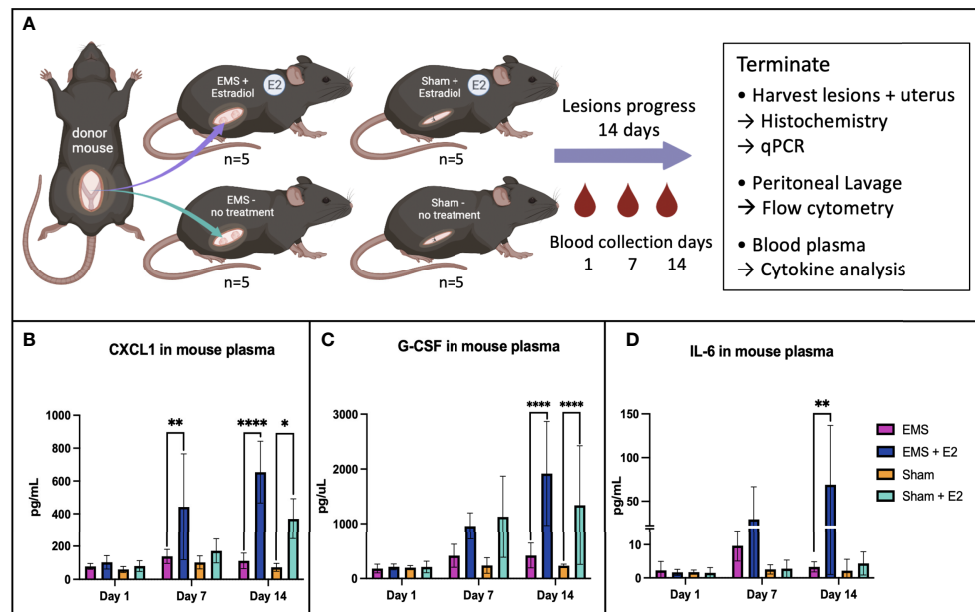 A
donor
mouse
EMS +
Estradiol
E2
n=5
Sham +
Estradiol
E2
n=5
EMS -
no treatment
n=5
Sham -
no treatment
n=5
Lesions progress
14 days
Blood collection days
1 7 14
Terminate
• Harvest lesions + uterus
→ Histochemistry
→ qPCR
• Peritoneal Lavage
→ Flow cytometry
• Blood plasma
→ Cytokine analysis
B
CXCL1 in mouse plasma
pg/mL
1000
800
600
400
200
0
**
****
*
Day 1 Day 7 Day 14
C
G-CSF in mouse plasma
pg/uL
3000
2000
1000
0
****
****
Day 1 Day 7 Day 14
D
IL-6 in mouse plasma
pg/mL
150
100
50
10
0
**
Day 1 Day 7 Day 14
EMS
EMS + E2
Sham
Sham + E2